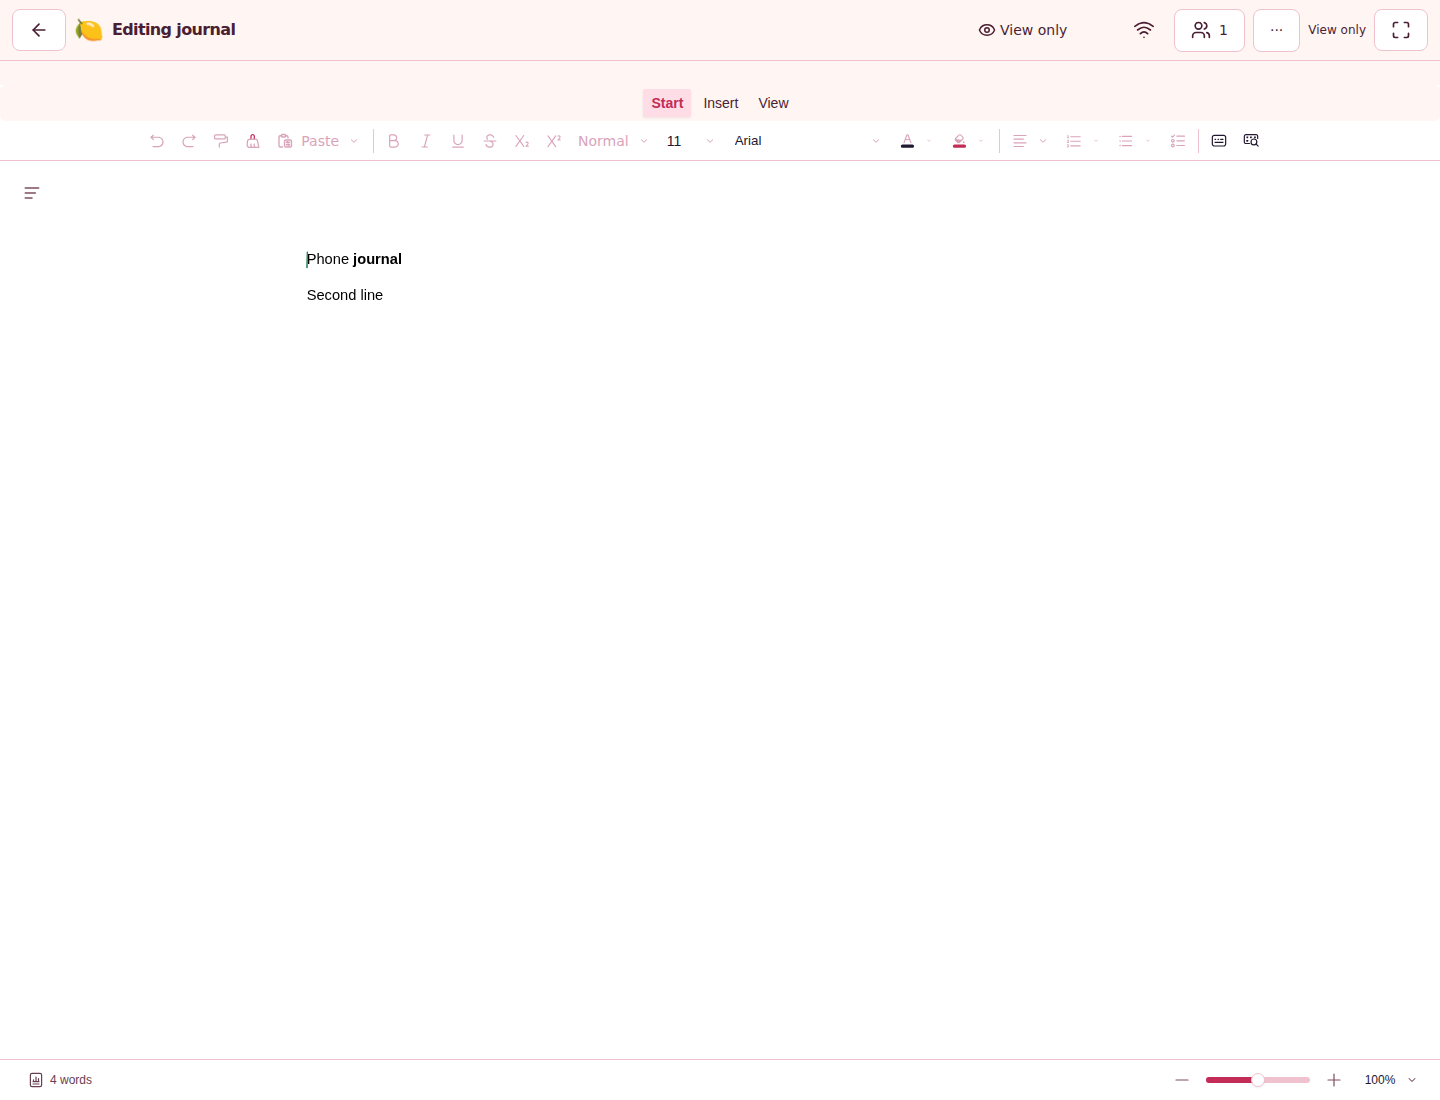 Editing journal
View only
1
View only
Start Insert View
Paste
Normal
11
Arial
Phone journal
Second line
4 words
100%